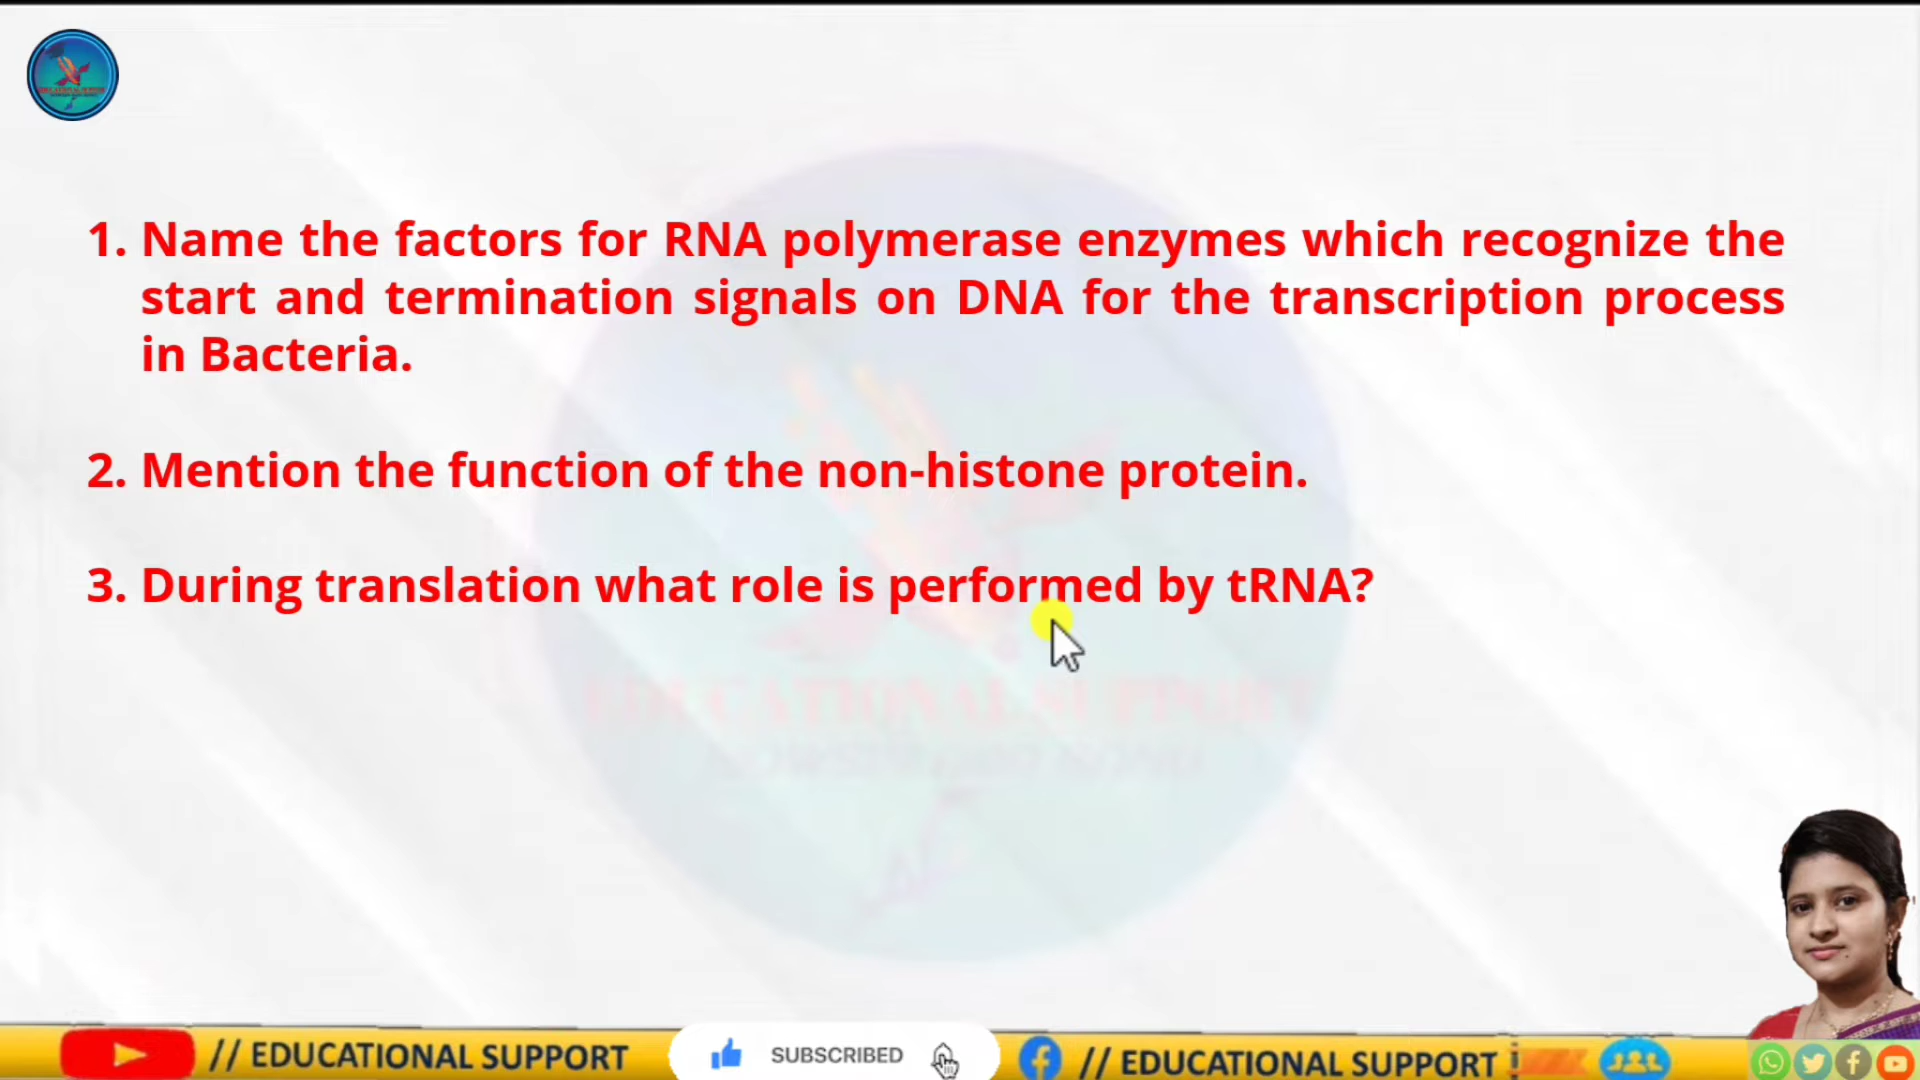 1. Name the factors for RNA polymerase enzymes which recognize the
start and termination signals on DNA for the transcription process
in Bacteria.
2. Mention the function of the non-histone protein.
3. During translation what role is performed by tRNA?
EDUCATIONAL SUPPORT
// EDUCATIONAL SUPPORT
SUBSCRIBED
// EDUCATIONAL SUPPORT